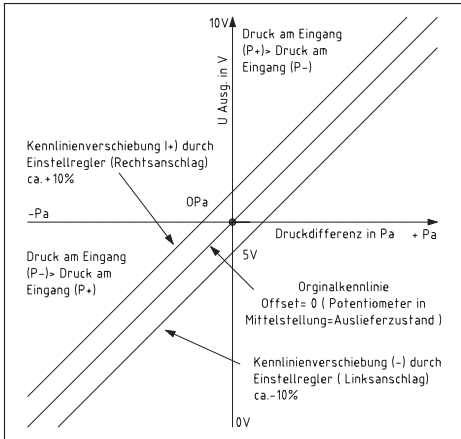 10V
Druck am Eingang
(P+)> Druck am
Eingang (P-)
U Ausg. in V
Kennlinienverschiebung I+) durch
Einstellregler (Rechtsanschlag)
ca.+10%
0Pa
-Pa
Druckdifferenz in Pa
+ Pa
5V
Druck am Eingang
(P-)> Druck am
Eingang (P+)
Orginalkennlinie
Offset= 0 ( Potentiometer in
Mittelstellung=Auslieferzustand )
Kennlinienverschiebung (-) durch
Einstellregler ( Linksanschlag)
ca.-10%
0V